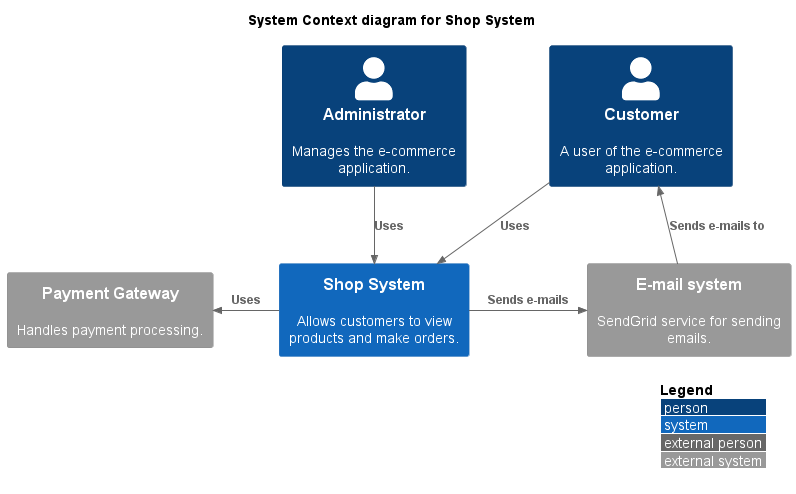 System Context diagram for Shop System
Administrator
Manages the e-commerce
application.
Customer
A user of the e-commerce
application.
Uses
Uses
Sends e-mails to
Payment Gateway
Handles payment processing.
Uses
Shop System
Allows customers to view
products and make orders.
Sends e-mails
E-mail system
SendGrid service for sending
emails.
Legend
person
system
external person
external system